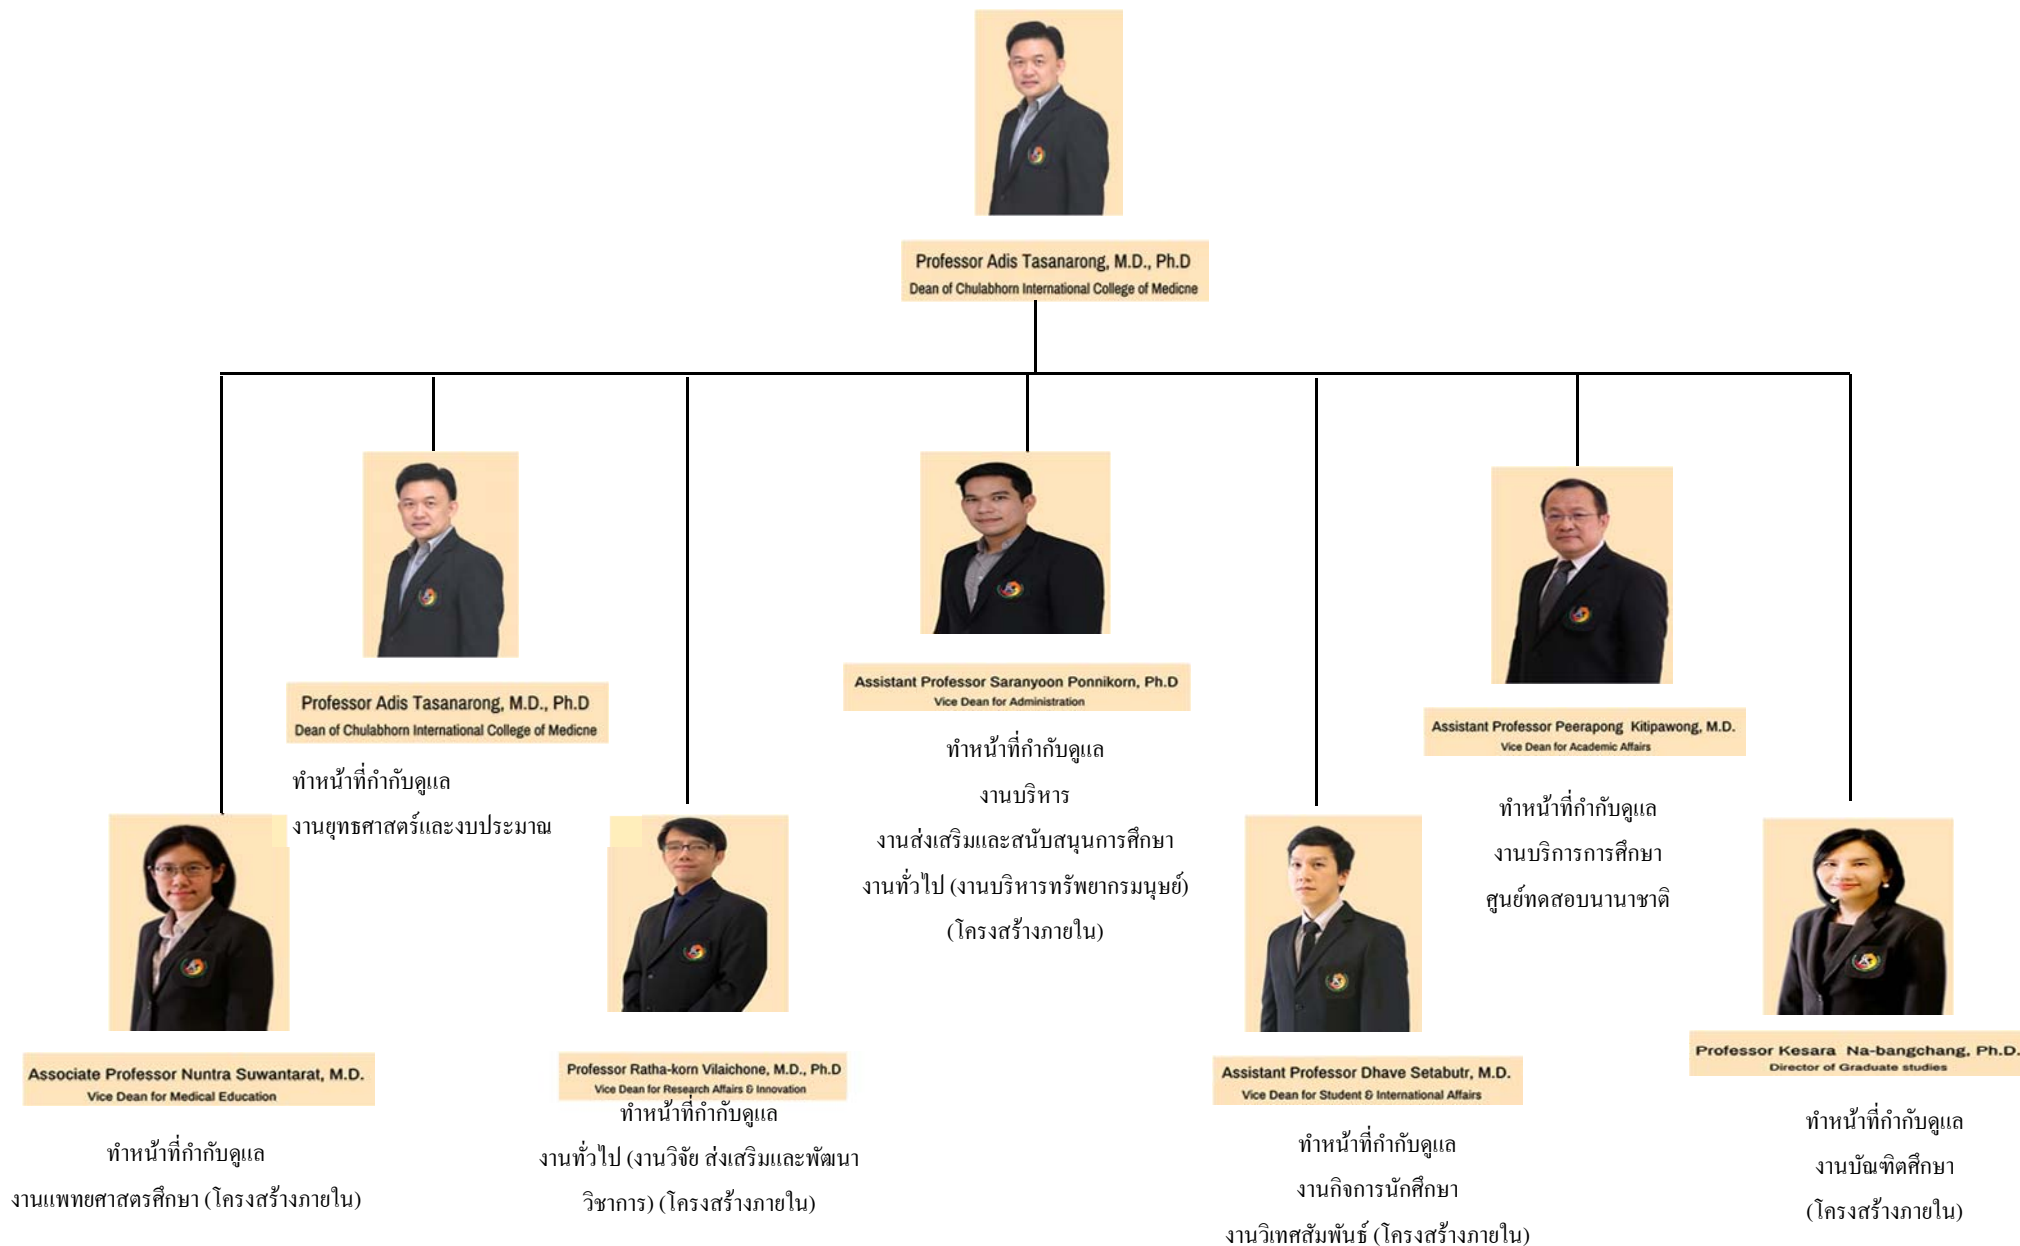 Professor Adis Tasanarong, M.D., Ph.D
Dean of Chulabhorn International College of Medicne
Professor Adis Tasanarong, M.D., Ph.D
Dean of Chulabhorn International College of Medicne
ทำหน้าที่กำกับดูแล
งานยุทธศาสตร์และงบประมาณ
Assistant Professor Saranyoon Ponnikorn, Ph.D
Vice Dean for Administration
ทำหน้าที่กำกับดูแล
งานบริหาร
งานส่งเสริมและสนับสนุนการศึกษา
งานทั่วไป (งานบริหารทรัพยากรมนุษย์)
(โครงสร้างภายใน)
Assistant Professor Peerapong Kitipawong, M.D.
Vice Dean for Academic Affairs
ทำหน้าที่กำกับดูแล
งานบริการการศึกษา
ศูนย์ทดสอบนานาชาติ
Associate Professor Nuntra Suwantarat, M.D.
Vice Dean for Medical Education
ทำหน้าที่กำกับดูแล
งานแพทยศาสตรศึกษา (โครงสร้างภายใน)
Professor Ratha-korn Vilaichone, M.D., Ph.D
Vice Dean for Research Affairs & Innovation
ทำหน้าที่กำกับดูแล
งานทั่วไป (งานวิจัย ส่งเสริมและพัฒนา
วิชาการ) (โครงสร้างภายใน)
Assistant Professor Dhave Setabutr, M.D.
Vice Dean for Student & International Affairs
ทำหน้าที่กำกับดูแล
งานกิจการนักศึกษา
งานวิเทศสัมพันธ์ (โครงสร้างภายใน)
Professor Kesara Na-bangchang, Ph.D.
Director of Graduate studies
ทำหน้าที่กำกับดูแล
งานบัณฑิตศึกษา
(โครงสร้างภายใน)